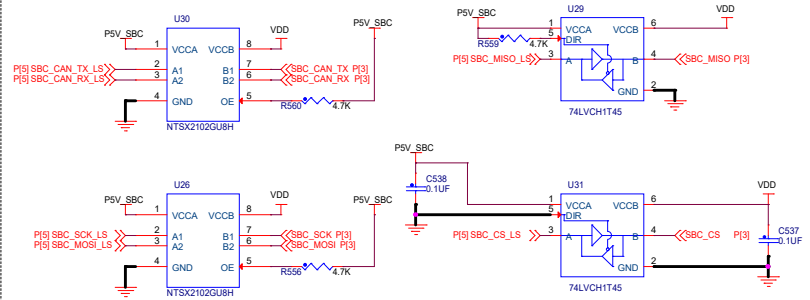 U30
P5V_SBC
VDD
P5V_SBC
1 VCCA VCCB 8
P[5] SBC_CAN_TX_LS 2 A1 B1 7 SBC_CAN_TX P[3]
P[5] SBC_CAN_RX_LS 3 A2 B2 6 SBC_CAN_RX P[3]
4 GND OE 5
R560 4.7K
NTSX2102GU8H
U29
P5V_SBC
VDD
1 VCCA VCCB 6
5 DIR
R559 4.7K
P[5] SBC_MISO_LS 3 A B 4 SBC_MISO P[3]
2
GND
74LVCH1T45
U26
P5V_SBC
VDD
P5V_SBC
1 VCCA VCCB 8
P[5] SBC_SCK_LS 2 A1 B1 7 SBC_SCK P[3]
P[5] SBC_MOSI_LS 3 A2 B2 6 SBC_MOSI P[3]
4 GND OE 5
R556 4.7K
NTSX2102GU8H
P5V_SBC
C538
0.1UF
U31
VDD
1 VCCA VCCB 6
5 DIR
P[5] SBC_CS_LS 3 A B 4 SBC_CS P[3]
C537
0.1UF
GND 2
74LVCH1T45